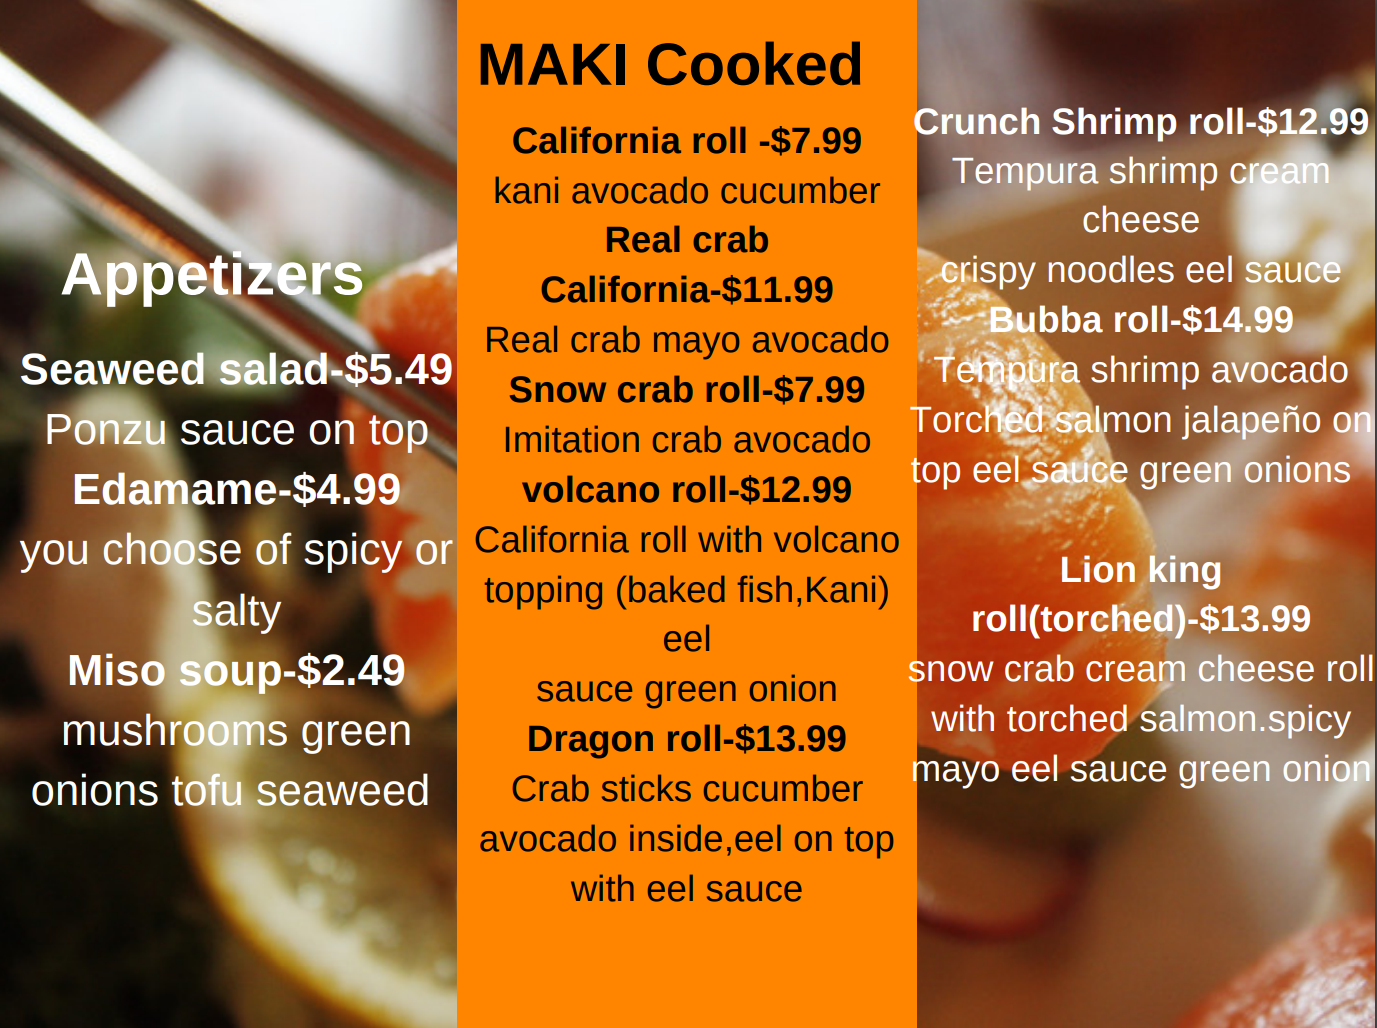 Appetizers
Seaweed salad-$5.49
Ponzu sauce on top
Edamame-$4.99
you choose of spicy or
salty
Miso soup-$2.49
mushrooms green
onions tofu seaweed
MAKI Cooked
California roll -$7.99
kani avocado cucumber
Real crab
California-$11.99
Real crab mayo avocado
Snow crab roll-$7.99
Imitation crab avocado
volcano roll-$12.99
California roll with volcano
topping (baked fish,Kani)
eel
sauce green onion
Dragon roll-$13.99
Crab sticks cucumber
avocado inside,eel on top
with eel sauce
Crunch Shrimp roll-$12.99
Tempura shrimp cream
cheese
crispy noodles eel sauce
Bubba roll-$14.99
Tempura shrimp avocado
Torched salmon jalapeño on
top eel sauce green onions
Lion king
roll(torched)-$13.99
snow crab cream cheese roll
with torched salmon.spicy
mayo eel sauce green onion